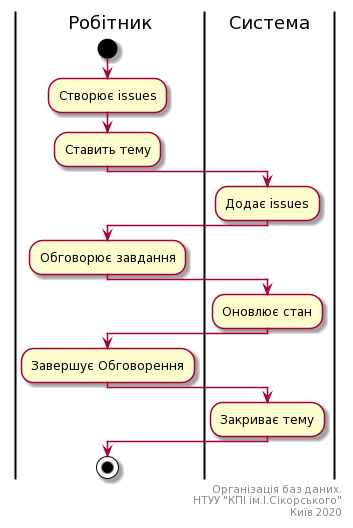 Робітник
Система
Створює issues
Ставить тему
Додає issues
Обговорює завдання
Оновлює стан
Завершує Обговорення
Закриває тему
Організація баз даних.
НТУУ "КПІ ім.І.Сікорського"
Київ 2020